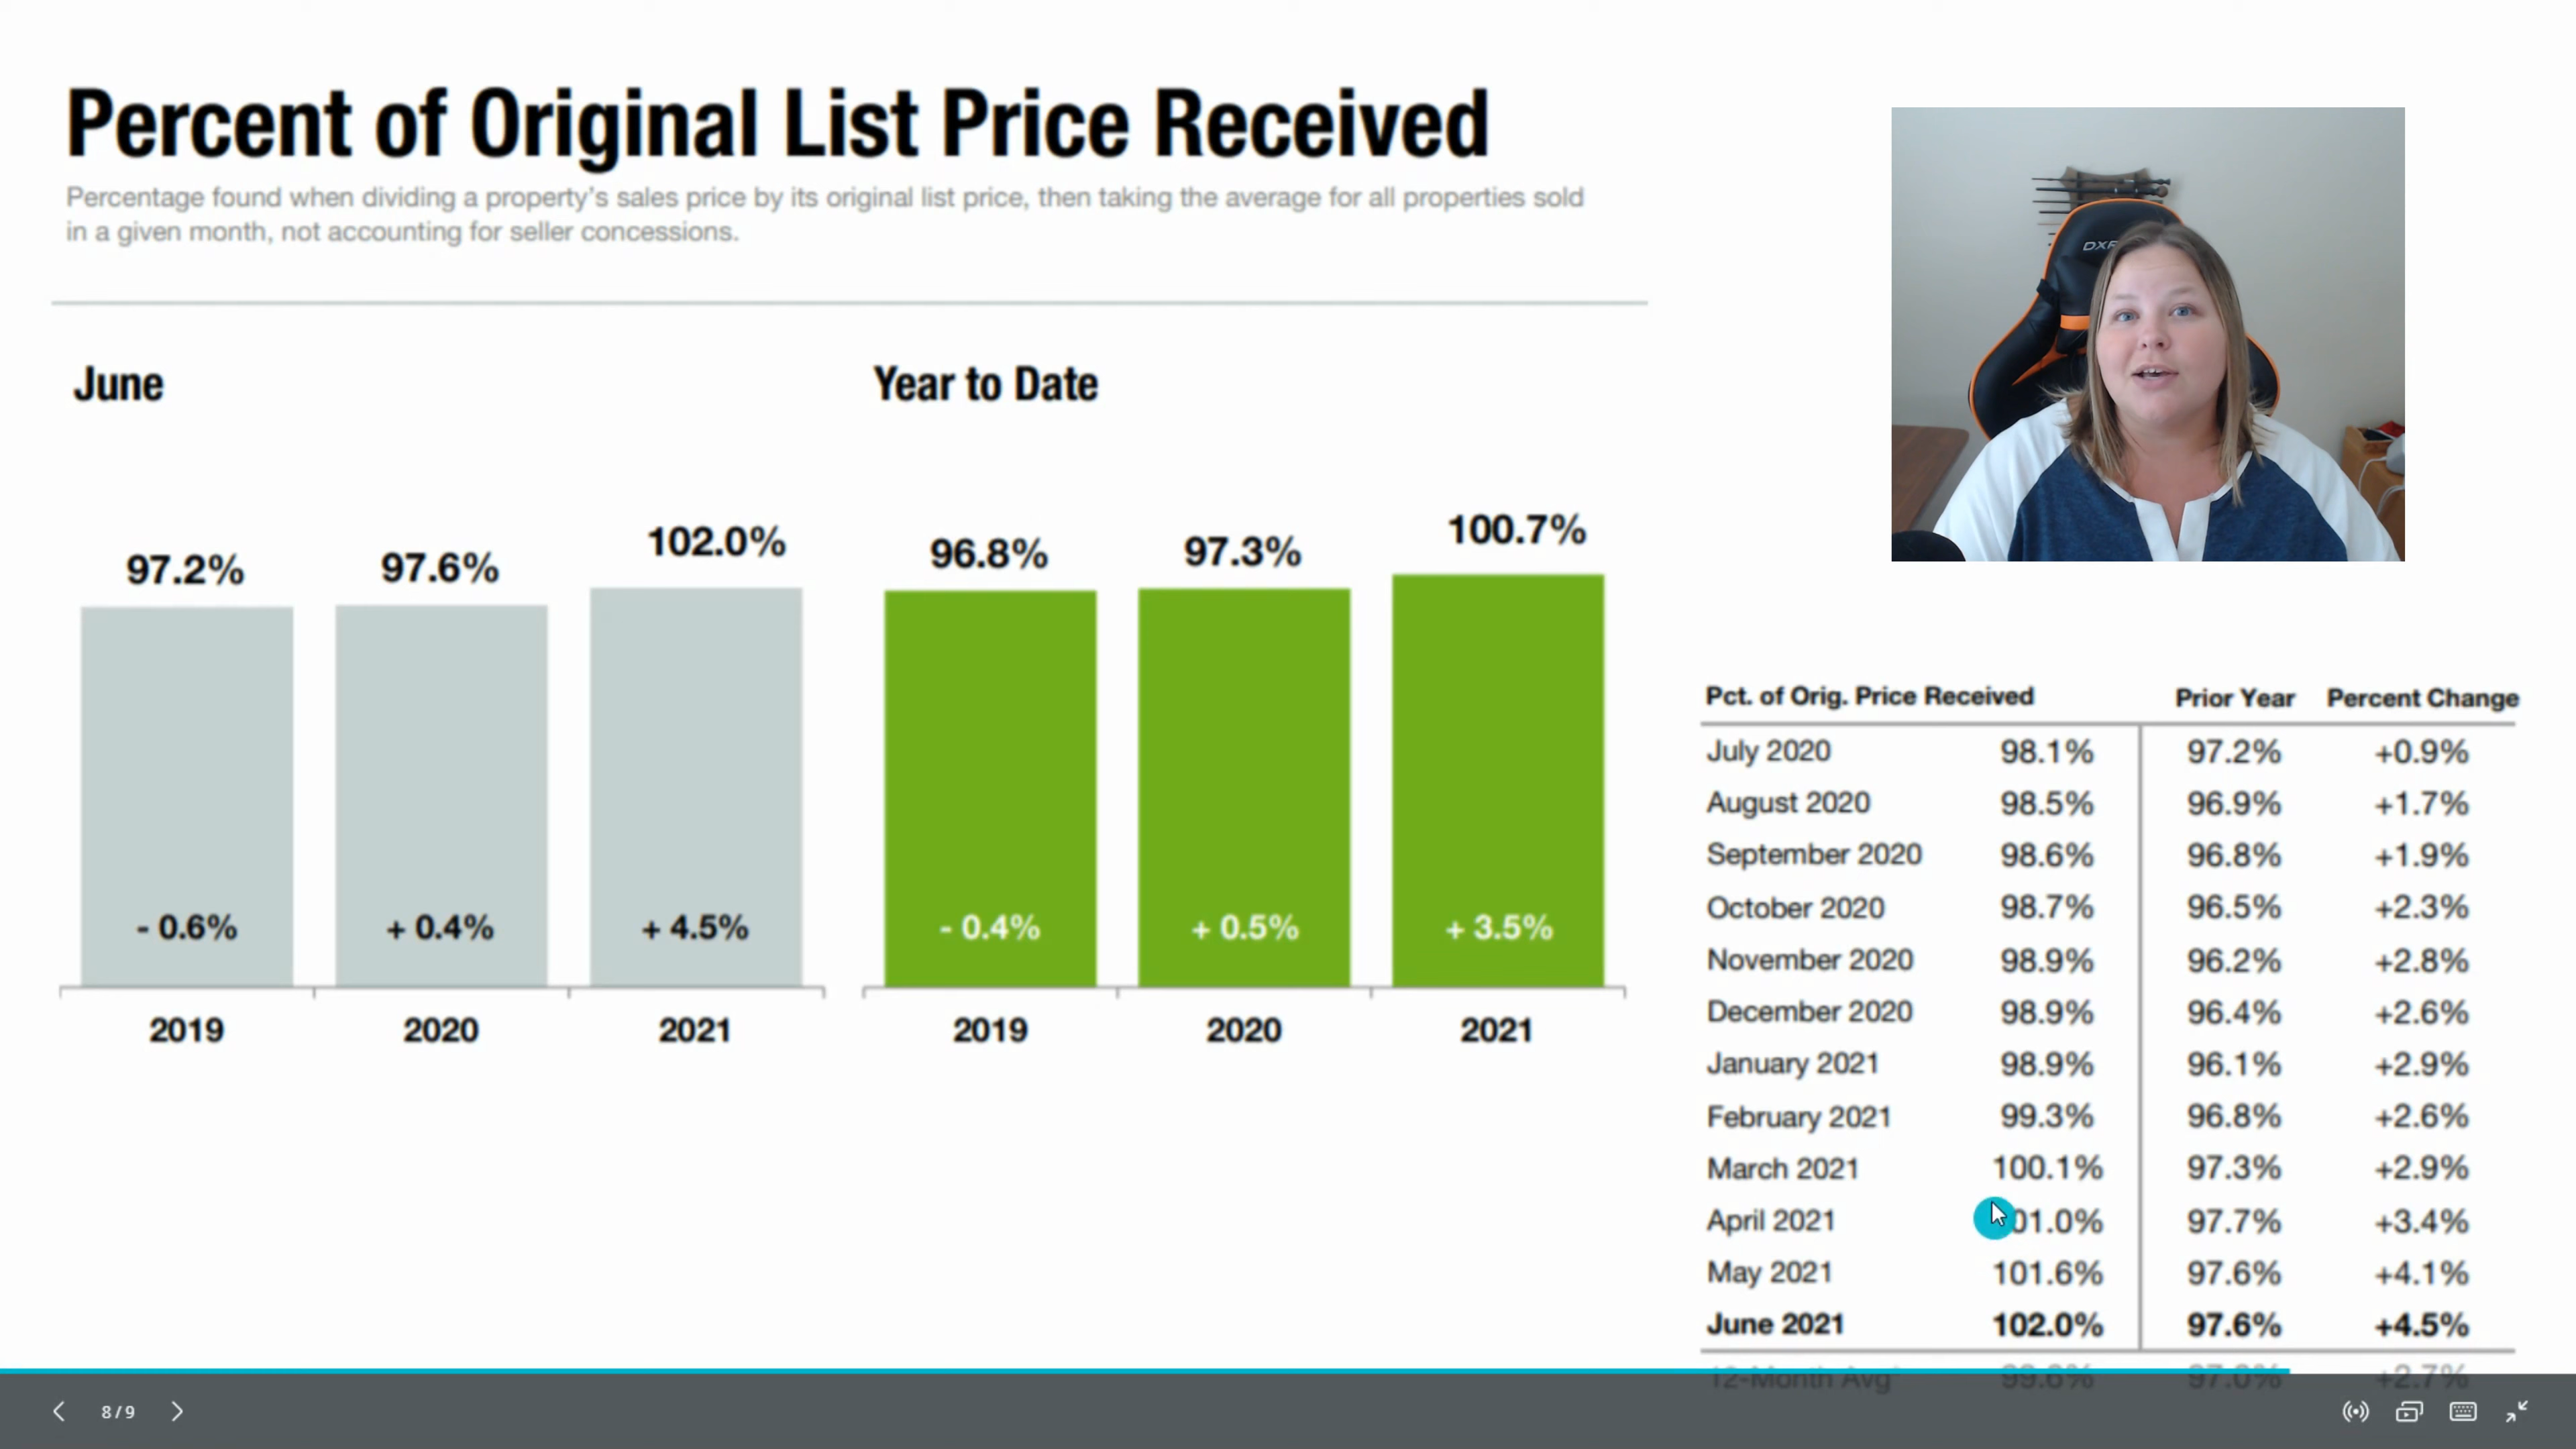 Percent of Original List Price Received
Percentage found when dividing a property's sales price by its original list price, then taking the average for all properties sold
in a given month, not accounting for seller concessions.
June
Year to Date
97.2% 97.6% 102.0% 96.8% 97.3% 100.7%
- 0.6% + 0.4% + 4.5% - 0.4% + 0.5% + 3.5%
2019 2020 2021 2019 2020 2021
Pct. of Orig. Price Received Prior Year Percent Change
July 2020 98.1% 97.2% +0.9%
August 2020 98.5% 96.9% +1.7%
September 2020 98.6% 96.8% +1.9%
October 2020 98.7% 96.5% +2.3%
November 2020 98.9% 96.2% +2.8%
December 2020 98.9% 96.4% +2.6%
January 2021 98.9% 96.1% +2.9%
February 2021 99.3% 96.8% +2.6%
March 2021 100.1% 97.3% +2.9%
April 2021 01.0% 97.7% +3.4%
May 2021 101.6% 97.6% +4.1%
June 2021 102.0% 97.6% +4.5%
12-Month Avg* 97.0% +2.7%
8/9